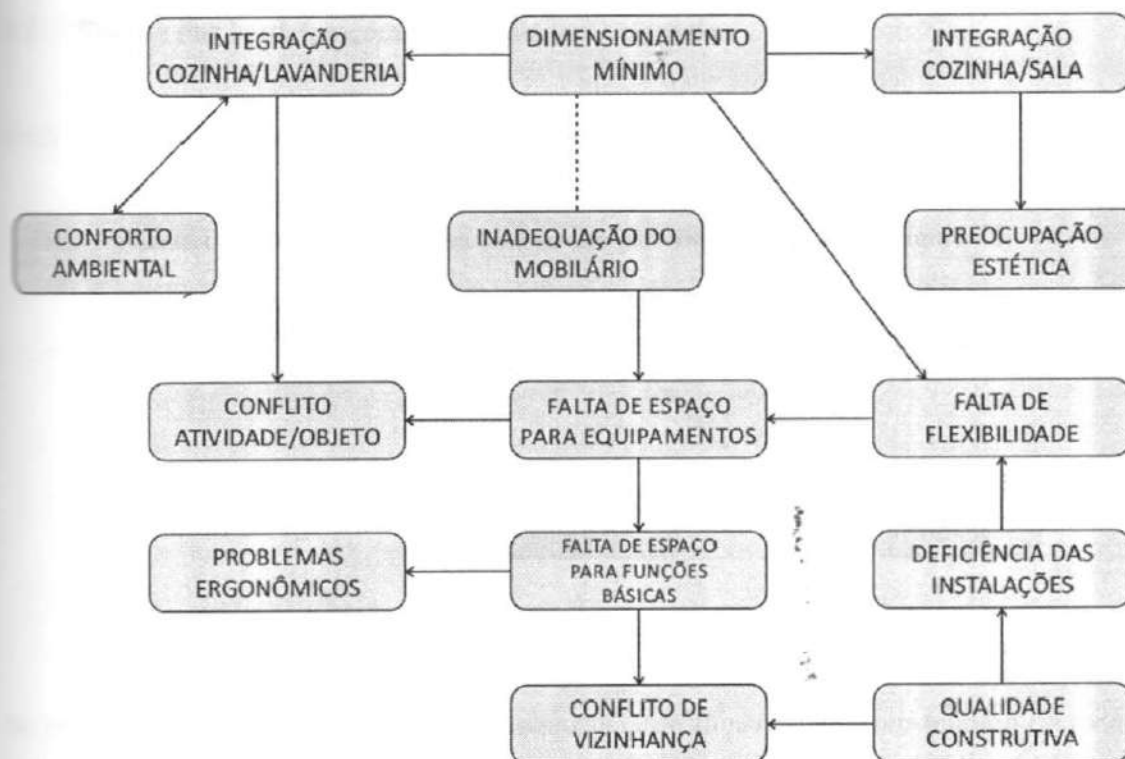 INTEGRAÇÃO
COZINHA/LAVANDERIA
DIMENSIONAMENTO
MÍNIMO
INTEGRAÇÃO
COZINHA/SALA
CONFORTO
AMBIENTAL
INADEQUAÇÃO DO
MOBILÁRIO
PREOCUPAÇÃO
ESTÉTICA
CONFLITO
ATIVIDADE/OBJETO
FALTA DE ESPAÇO
PARA EQUIPAMENTOS
FALTA DE
FLEXIBILIDADE
PROBLEMAS
ERGONÔMICOS
FALTA DE ESPAÇO
PARA FUNÇÕES
BÁSICAS
DEFICIÊNCIA DAS
INSTALAÇÕES
CONFLITO DE
VIZINHANÇA
QUALIDADE
CONSTRUTIVA